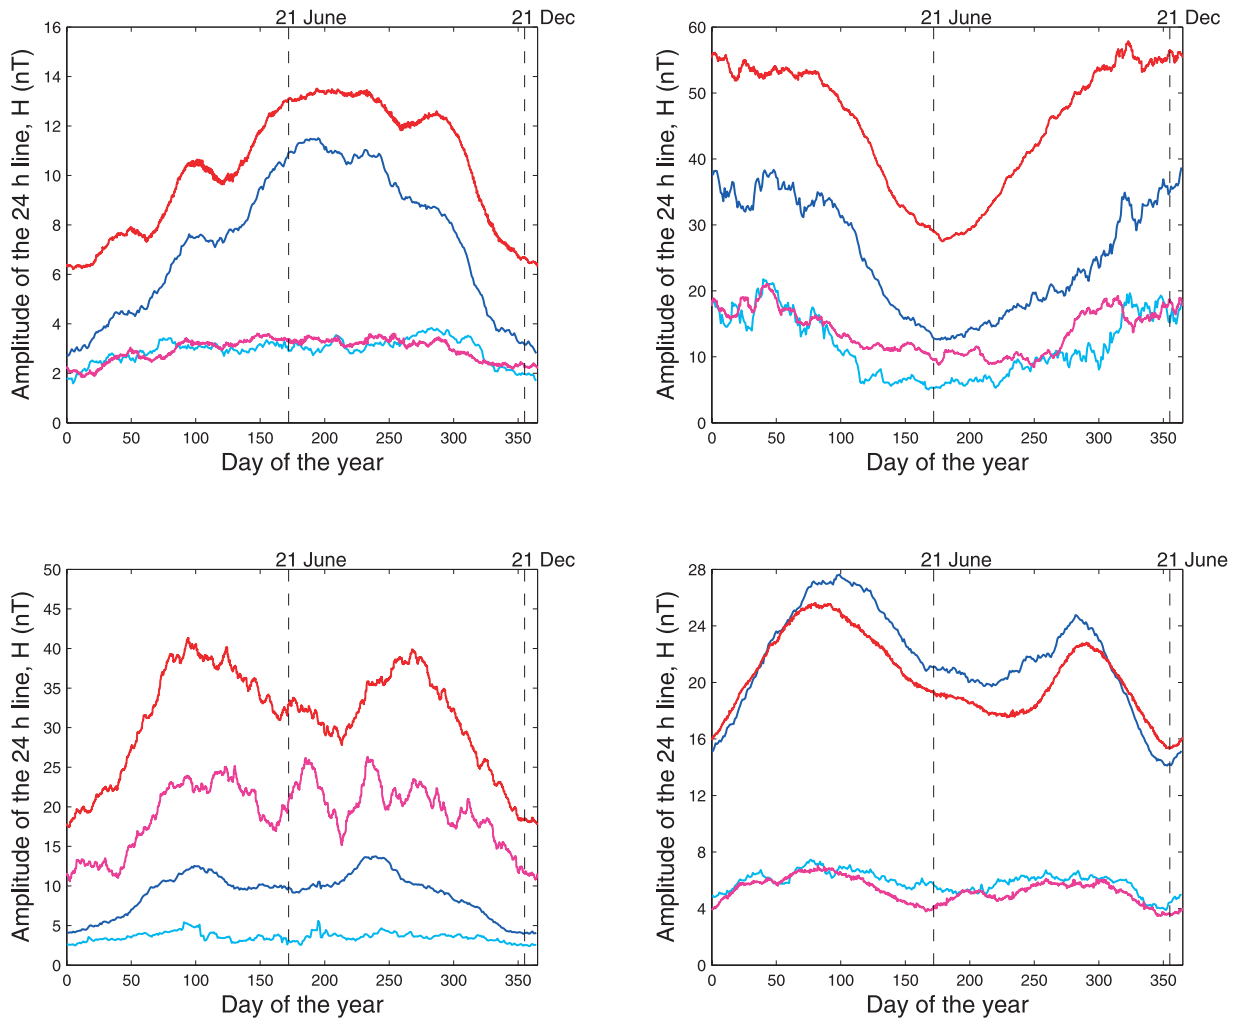 21 June 21 Dec
16
14
12
10
8
6
4
2
0
0 50 100 150 200 250 300 350
Day of the year
Amplitude of the 24 h line, H (nT)
21 June 21 Dec
60
50
40
30
20
10
0
0 50 100 150 200 250 300 350
Day of the year
Amplitude of the 24 h line, H (nT)
21 June 21 Dec
50
45
40
35
30
25
20
15
10
5
0
0 50 100 150 200 250 300 350
Day of the year
Amplitude of the 24 h line, H (nT)
21 June 21 June
28
24
20
16
12
8
4
0
0 50 100 150 200 250 300 350
Day of the year
Amplitude of the 24 h line, H (nT)